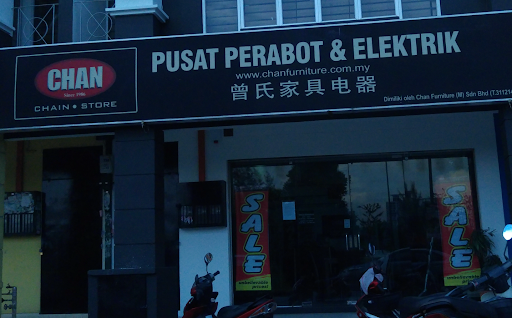 CHAN
Since 1986
CHAIN • STORE
PUSAT PERABOT & ELEKTRIK
www.chanfurniture.com.my
曾氏家具电器
Dimiliki oleh Chan Furniture (M) Sdn Bhd
SALE
SALE